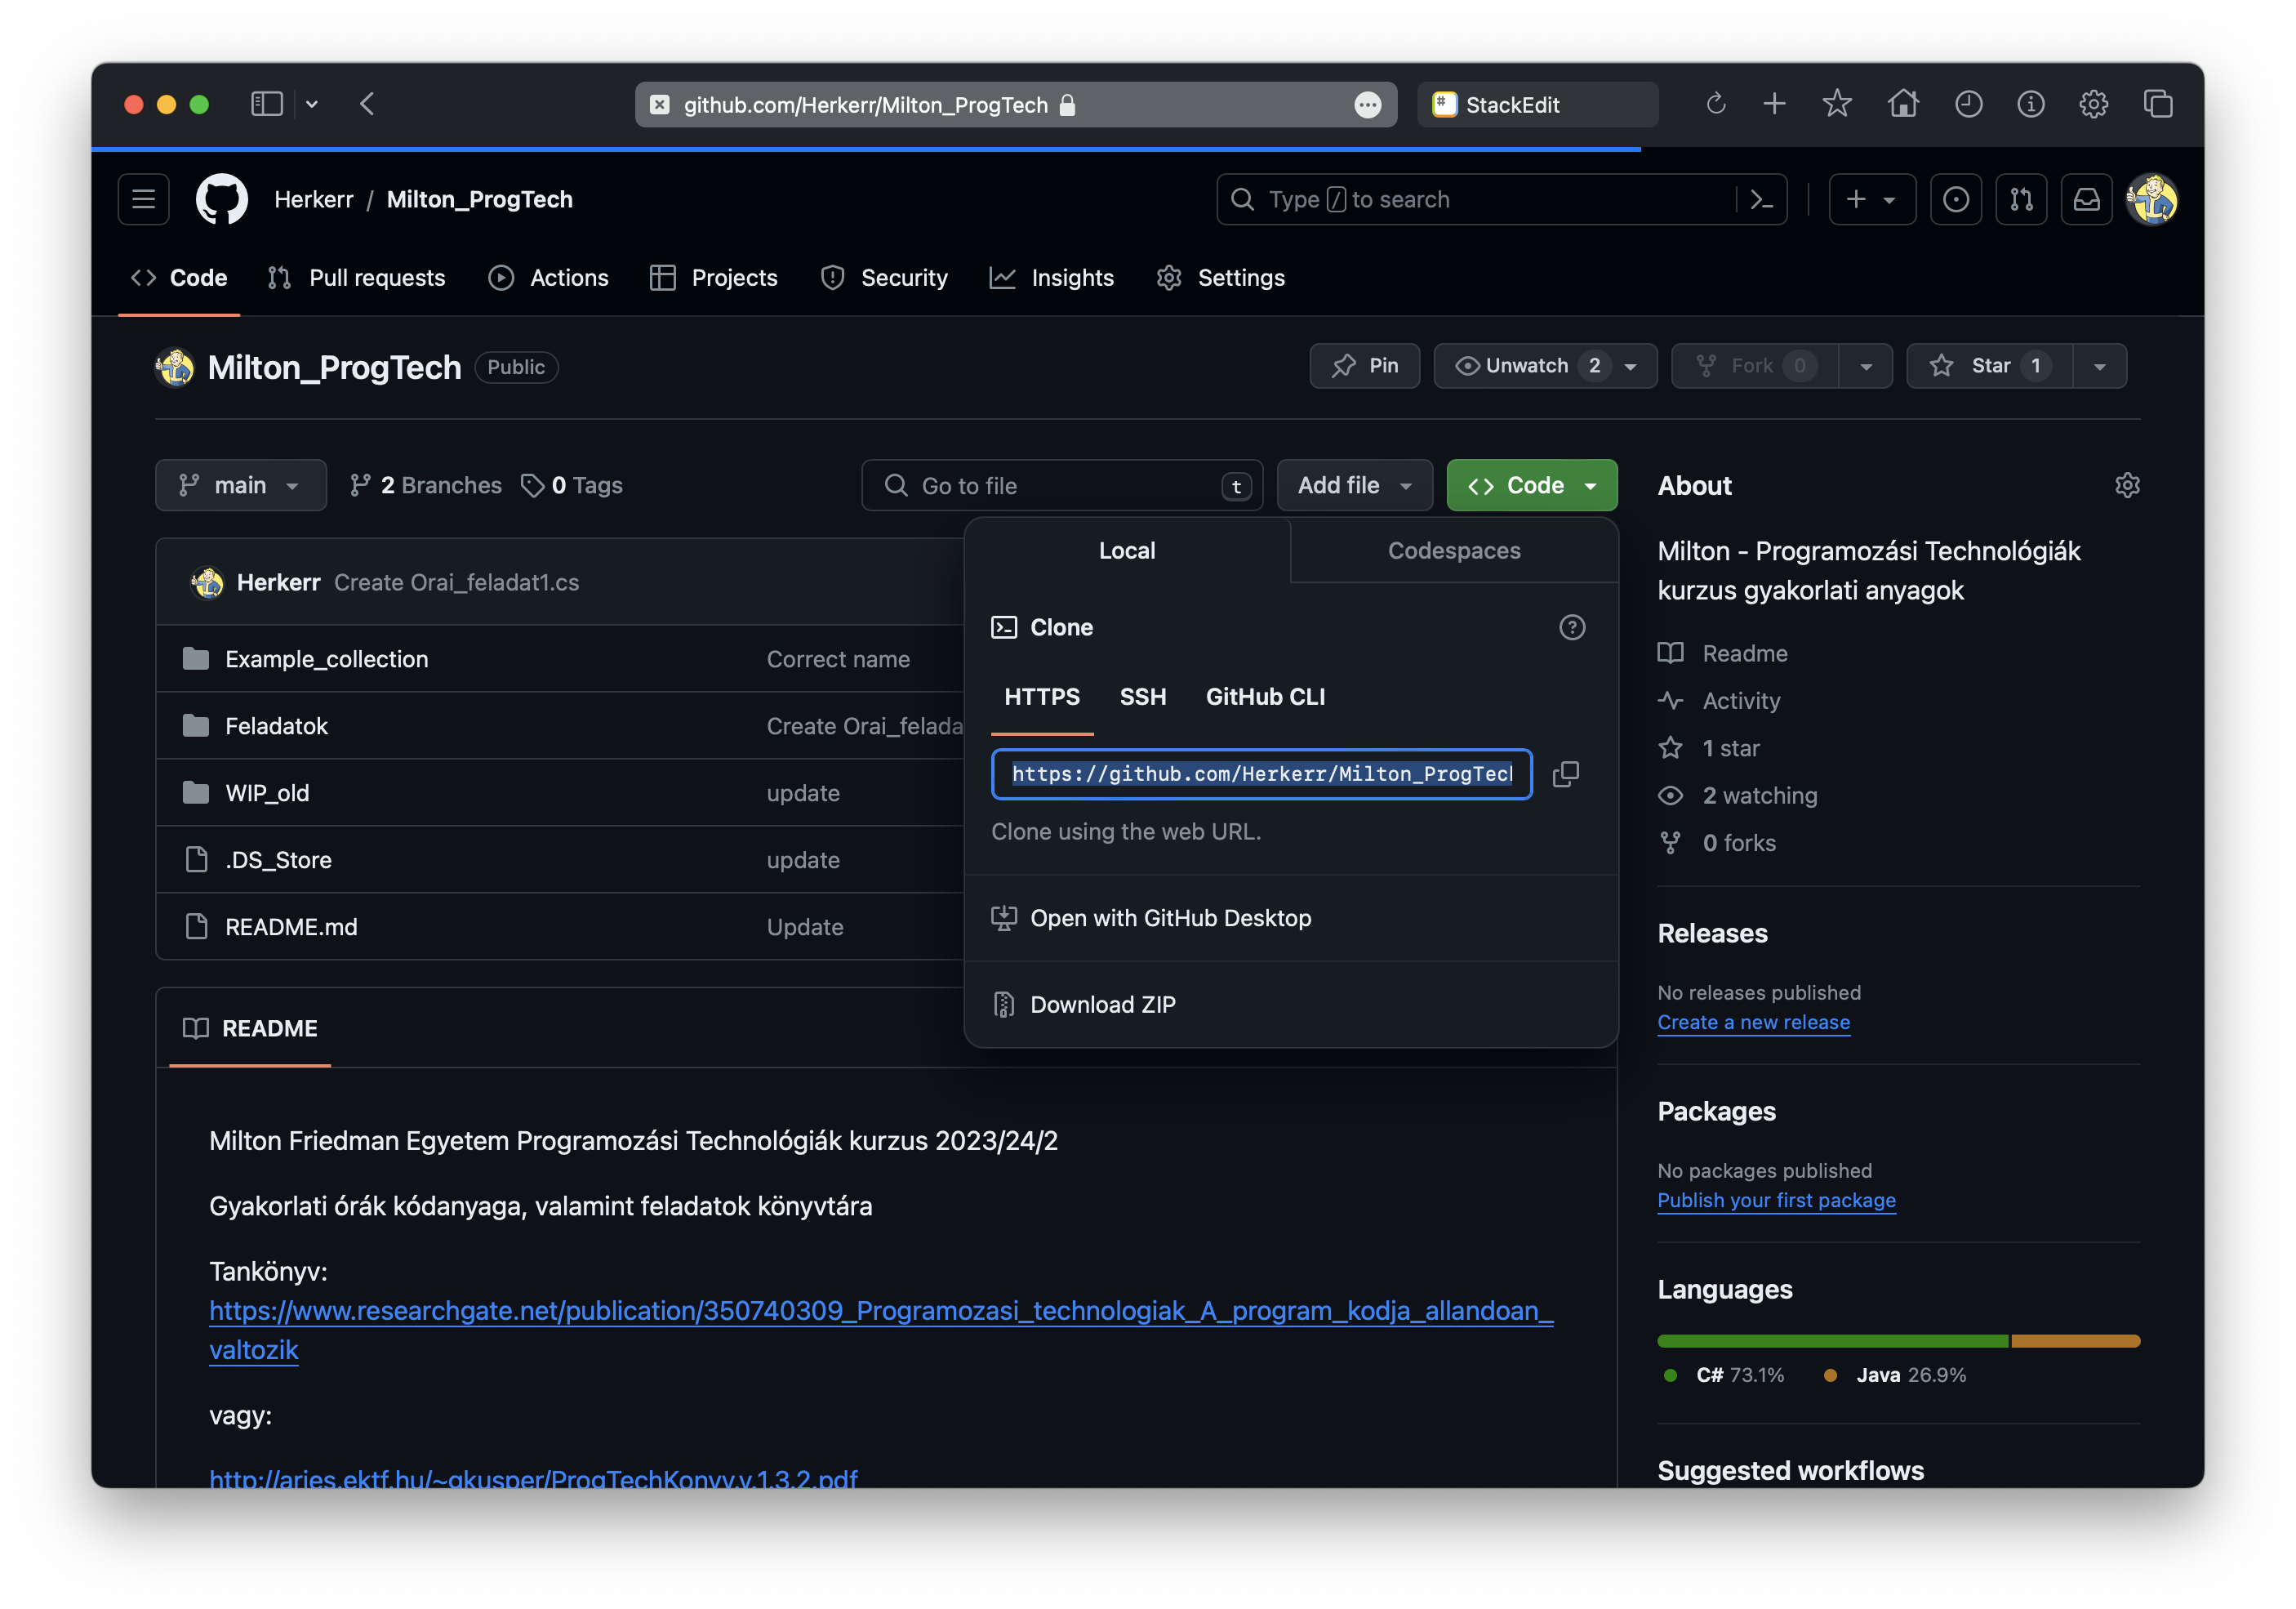 github.com/Herkerr/Milton_ProgTech
StackEdit
Herkerr / Milton_ProgTech
Type / to search
Code
Pull requests
Actions
Projects
Security
Insights
Settings
Milton_ProgTech
Public
Pin
Unwatch 2
Fork 0
Star 1
main
2 Branches
0 Tags
Go to file
t
Add file
Code
Herkerr Create Orai_feladat1.cs
Example_collection Correct name
Feladatok Create Orai_felada
WIP_old update
.DS_Store update
README.md Update
Local
Codespaces
Clone
HTTPS
SSH
GitHub CLI
https://github.com/Herkerr/Milton_ProgTech
Clone using the web URL.
Open with GitHub Desktop
Download ZIP
README
Milton Friedman Egyetem Programozási Technológiák kurzus 2023/24/2
Gyakorlati órák kódanyaga, valamint feladatok könyvtára
Tankönyv:
https://www.researchgate.net/publication/350740309_Programozasi_technologiak_A_program_kodja_allandoan_
valtozik
vagy:
http://aries.ektf.hu/~gkusper/ProgTechKonyv.v.1.3.2.pdf
About
Milton - Programozási Technológiák
kurzus gyakorlati anyagok
Readme
Activity
1 star
2 watching
0 forks
Releases
No releases published
Create a new release
Packages
No packages published
Publish your first package
Languages
C# 73.1%
Java 26.9%
Suggested workflows